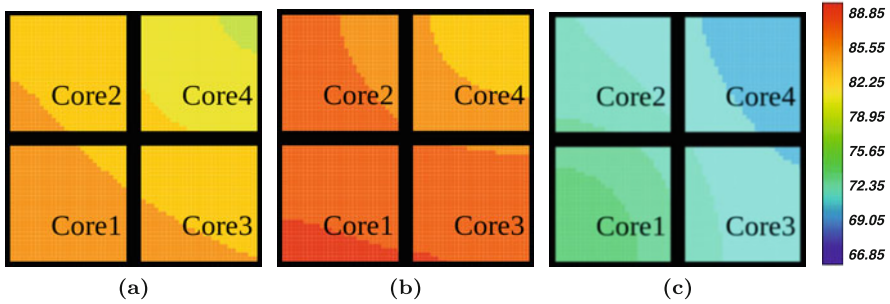 Core2 Core4
Core1 Core3
(a)
Core2 Core4
Core1 Core3
(b)
Core2 Core4
Core1 Core3
(c)
88.85
85.55
82.25
78.95
75.65
72.35
69.05
66.85